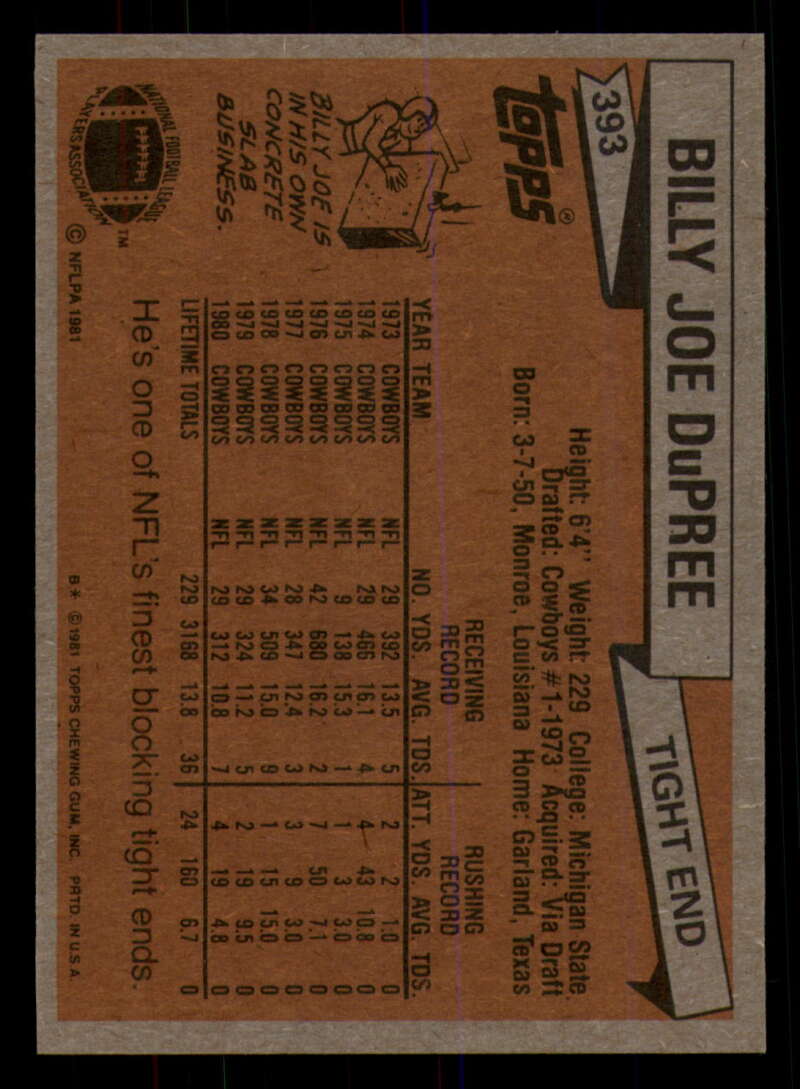 393
BILLY JOE DuPREE
TIGHT END
TOPPS®
Height: 6'4" Weight: 229 College: Michigan State
Drafted: Cowboys #1-1973 Acquired: Via Draft
Born: 3-7-50, Monroe, Louisiana Home: Garland, Texas
BILLY JOE IS
IN HIS OWN
CONCRETE
SLAB
BUSINESS.
RECEIVING RUSHING
RECORD RECORD
YEAR TEAM NO. YDS. AVG. TDS. ATT. YDS. AVG. TDS.
1973 COWBOYS NFL 29 392 13.5 5 2 2 1.0 0
1974 COWBOYS NFL 29 466 16.1 4 4 43 10.8 0
1975 COWBOYS NFL 9 138 15.3 1 1 3 3.0 0
1976 COWBOYS NFL 42 680 16.2 2 7 50 7.1 0
1977 COWBOYS NFL 28 347 12.4 3 3 9 3.0 0
1978 COWBOYS NFL 34 509 15.0 9 1 15 15.0 0
1979 COWBOYS NFL 29 324 11.2 5 2 19 9.5 0
1980 COWBOYS NFL 29 312 10.8 7 4 19 4.8 0
LIFETIME TOTALS 229 3168 13.8 36 24 160 6.7 0
He's one of NFL's finest blocking tight ends.
NATIONAL FOOTBALL LEAGUE
PLAYERS ASSOCIATION
TM
© NFLPA 1981
B* © 1981 TOPPS CHEWING GUM, INC. PRTD. IN U.S.A.